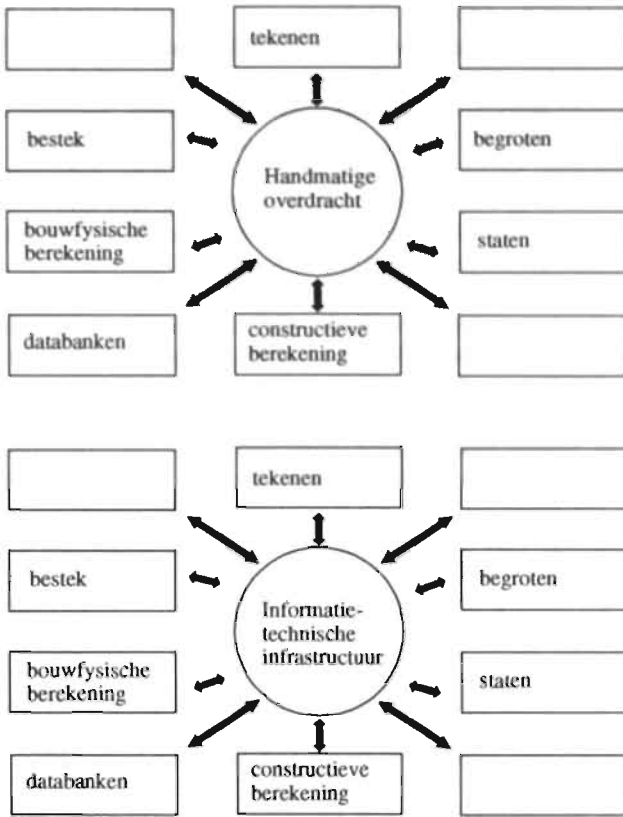 tekenen
bestek
Handmatige
overdracht
begroten
bouwfysische
berekening
staten
databanken
constructieve
berekening
tekenen
bestek
Informatie-
technische
infrastructuur
begroten
bouwfysische
berekening
staten
databanken
constructieve
berekening